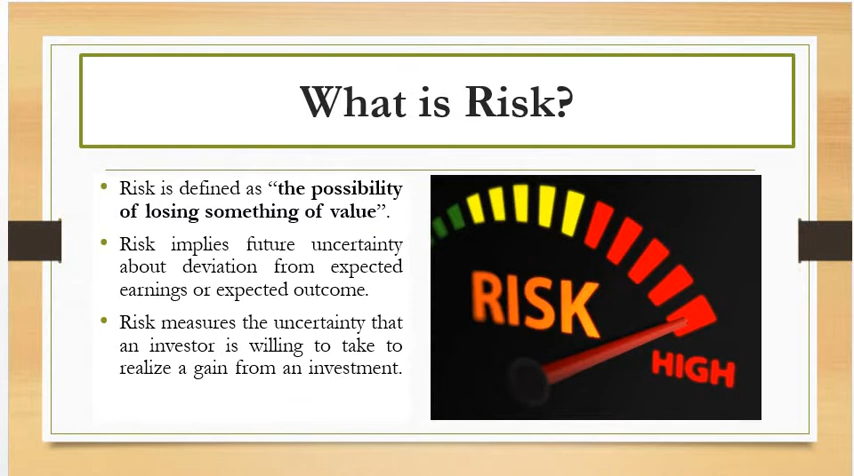 What is Risk?
• Risk is defined as “the possibility
of losing something of value”.
• Risk implies future uncertainty
about deviation from expected
earnings or expected outcome.
• Risk measures the uncertainty that
an investor is willing to take to
realize a gain from an investment.
RISK
HIGH